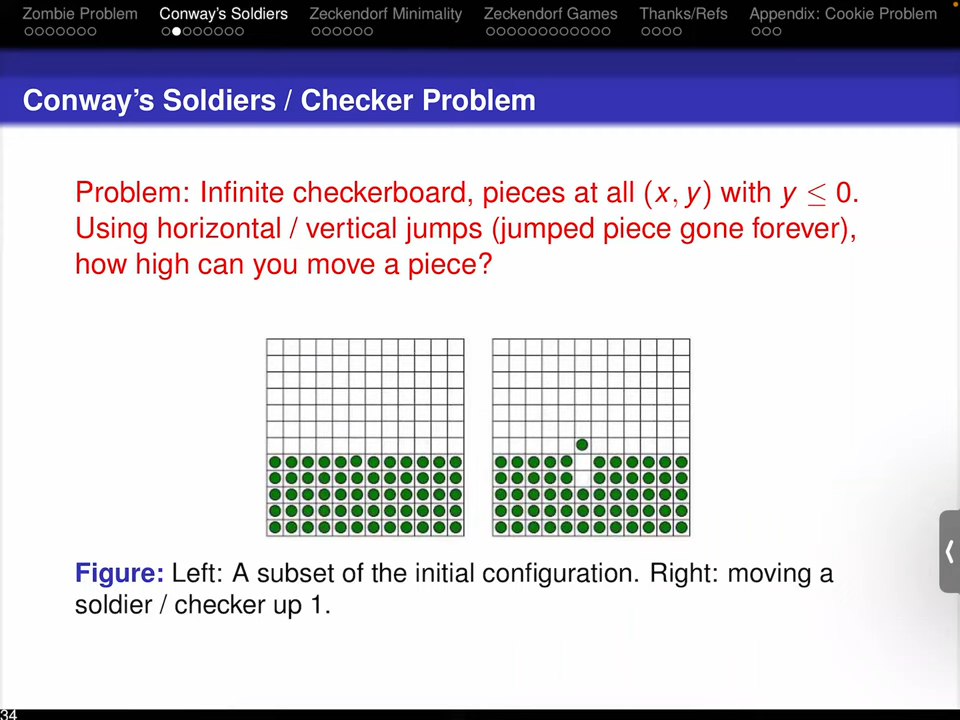 Zombie Problem Conway's Soldiers Zeckendorf Minimality Zeckendorf Games Thanks/Refs Appendix: Cookie Problem
Conway's Soldiers / Checker Problem
Problem: Infinite checkerboard, pieces at all (x, y) with y ≤ 0.
Using horizontal / vertical jumps (jumped piece gone forever),
how high can you move a piece?
Figure: Left: A subset of the initial configuration. Right: moving a
soldier / checker up 1.
34